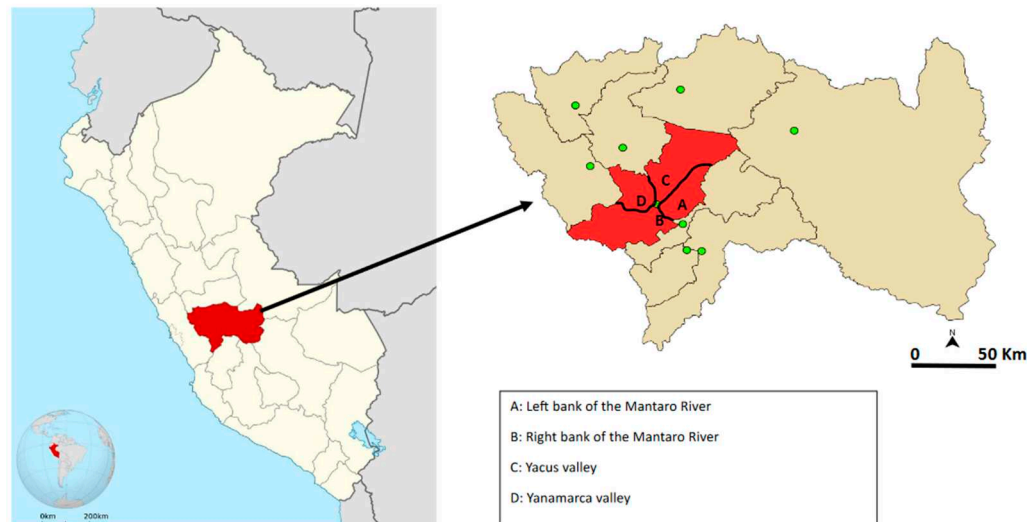 C
D
A
B
N
0 50 Km
A: Left bank of the Mantaro River
B: Right bank of the Mantaro River
C: Yacus valley
D: Yanamarca valley
0km 200km